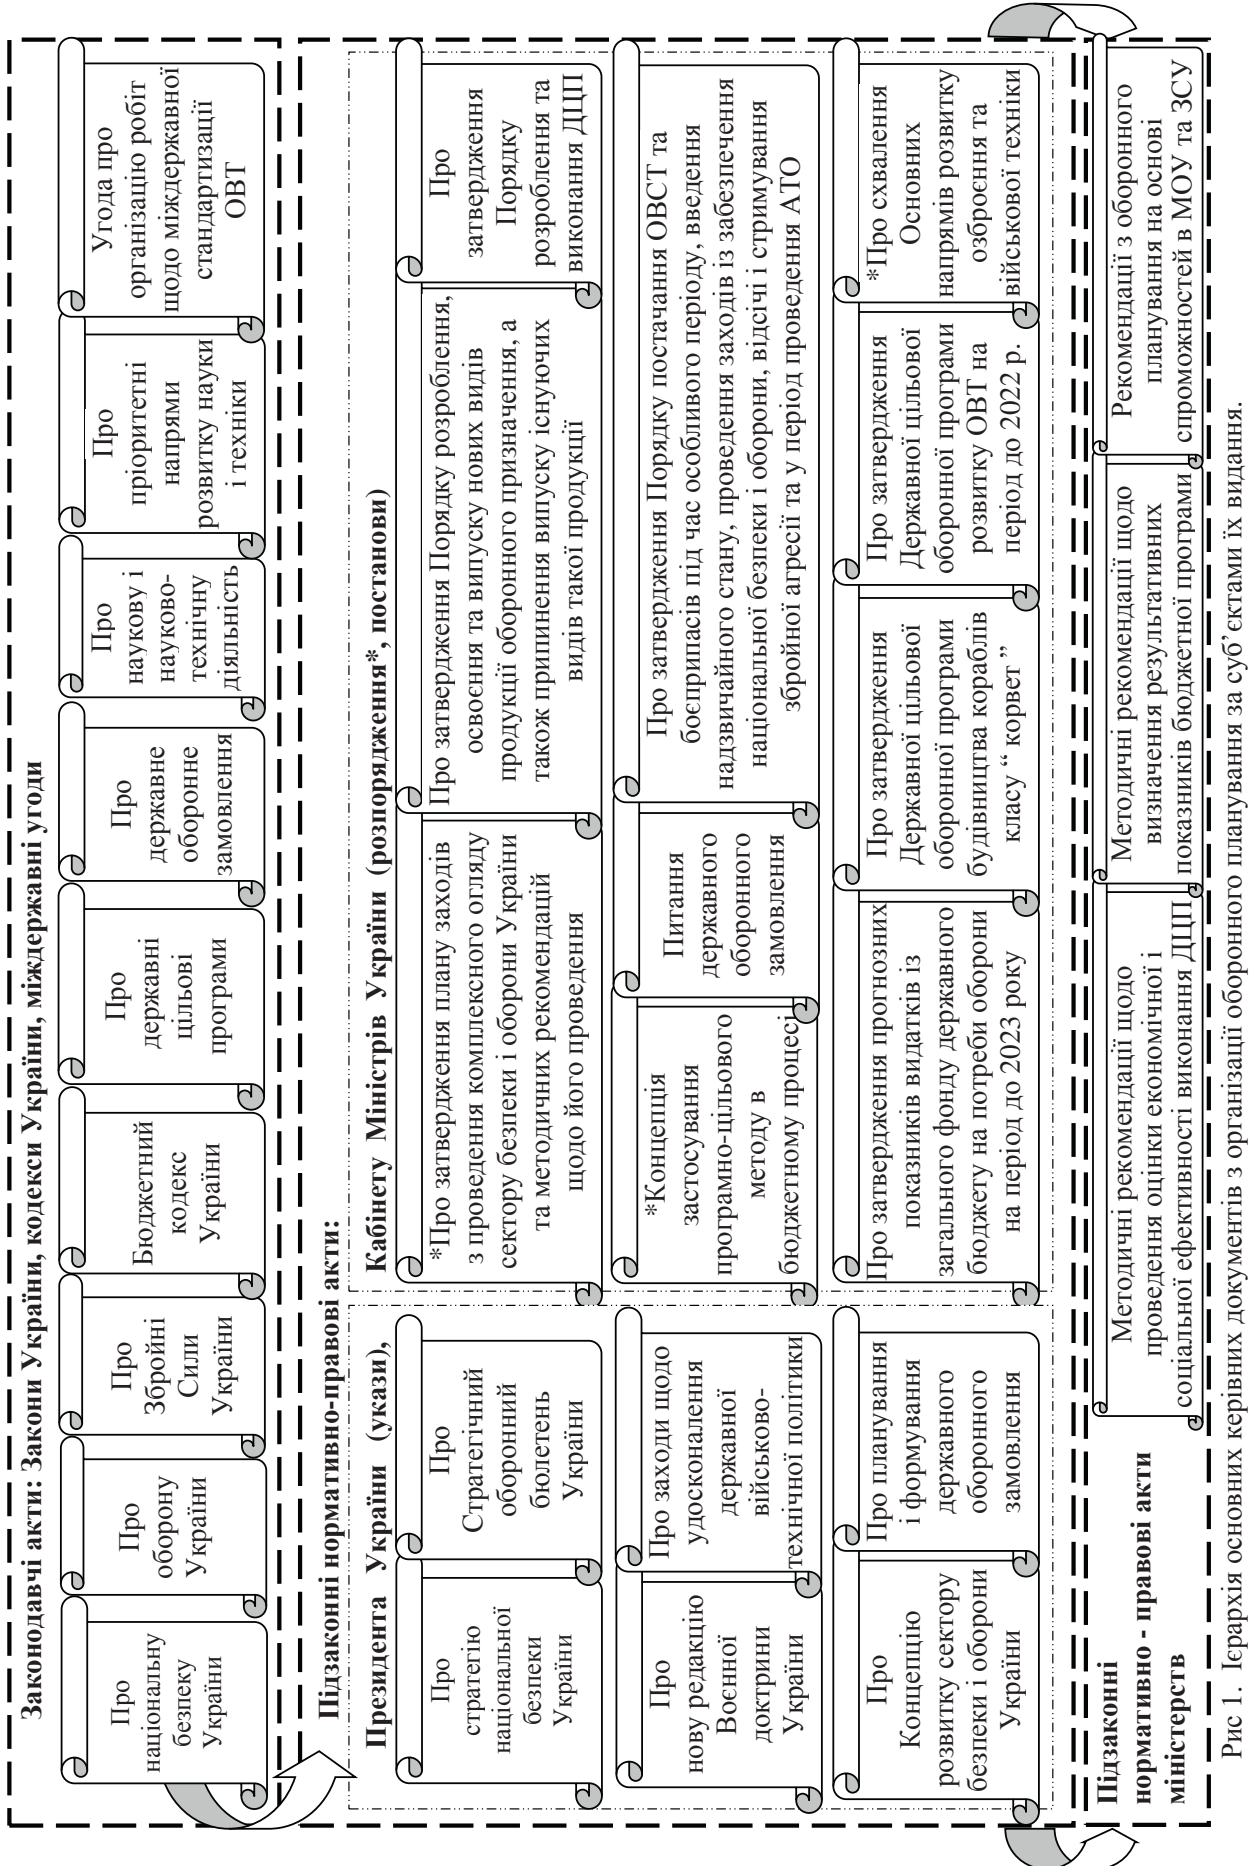 Законодавчі акти: Закони України, кодекси України, міждержавні угоди
Про
національну
безпеку
України
Про
оборону
України
Про
Збройні
Сили
України
Бюджетний
кодекс
України
Про
державні
цільові
програми
Про
державне
оборонне
замовлення
Про
наукову і
науково-
технічну
діяльність
Про
пріоритетні
напрями
розвитку науки
і техніки
Угода про
організацію робіт
щодо міждержавної
стандартизації
ОВТ
Підзаконні нормативно-правові акти:
Президента України (укази),
Про
стратегію
національної
безпеки
України
Про
Стратегічний
оборонний
бюлетень
України
Про
нову редакцію
Воєнної
доктрини
України
Про заходи щодо
удосконалення
державної
військово-
технічної політики
Про
Концепцію
розвитку сектору
безпеки і оборони
України
Про планування
і формування
державного
оборонного
замовлення
Кабінету Міністрів України (розпорядження*, постанови)
*Про затвердження плану заходів
з проведення комплексного огляду
сектору безпеки і оборони України
та методичних рекомендацій
щодо його проведення
Про затвердження Порядку розроблення,
освоєння та випуску нових видів
продукції оборонного призначення, а
також припинення випуску існуючих
видів такої продукції
Про
затвердження
Порядку
розроблення та
виконання ДЦП
*Концепція
застосування
програмно-цільового
методу в
бюджетному процесі
Питання
державного
оборонного
замовлення
Про затвердження Порядку постачання ОВСТ та
боєприпасів під час особливого періоду, введення
надзвичайного стану, проведення заходів із забезпечення
національної безпеки і оборони, відсічі і стримування
збройної агресії та у період проведення АТО
Про затвердження прогнозних
показників видатків із
загального фонду державного
бюджету на потреби оборони
на період до 2023 року
Про затвердження
Державної цільової
оборонної програми
будівництва кораблів
класу “ корвет ”
Про затвердження
Державної цільової
оборонної програми
розвитку ОВТ на
період до 2022 р.
*Про схвалення
Основних
напрямів розвитку
озброєння та
військової техніки
Підзаконні
нормативно - правові акти
міністерств
Методичні рекомендації щодо
проведення оцінки економічної і
соціальної ефективності виконання ДЦП
Методичні рекомендації щодо
визначення результативних
показників бюджетної програми
Рекомендації з оборонного
планування на основі
спроможностей в МОУ та ЗСУ
Рис 1. Ієрархія основних керівних документів з організації оборонного планування за суб’єктами їх видання.